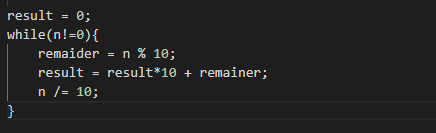 result = 0;
while(n!=0){
    remaider = n % 10;
    result = result*10 + remainer;
    n /= 10;
}